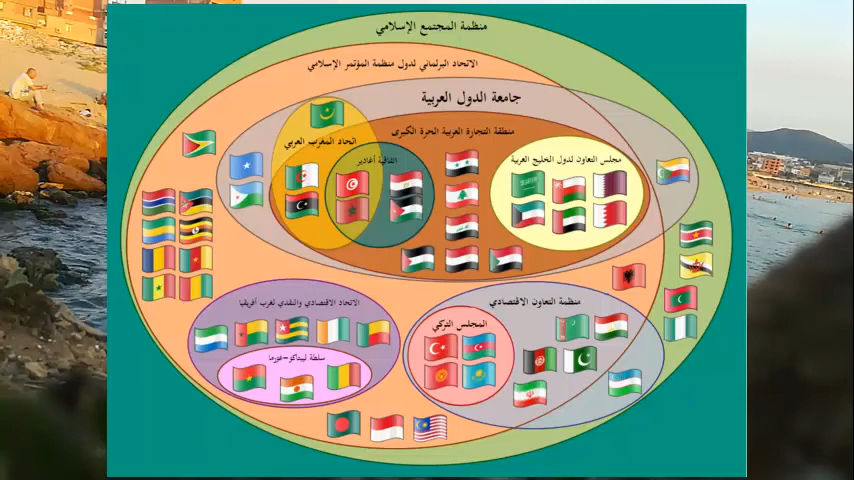 منظمة المجتمع الإسلامي
الاتحاد البرلماني لدول منظمة المؤتمر الإسلامي
جامعة الدول العربية
منطقة التجارة العربية الحرة الكبرى
اتحاد المغرب العربي
اتفاقية أغادير
مجلس التعاون لدول الخليج العربية
الاتحاد الاقتصادي والنقدي لغرب أفريقيا
منظمة التعاون الاقتصادي
المجلس التركي
سلطة ليبتاكو-غورما